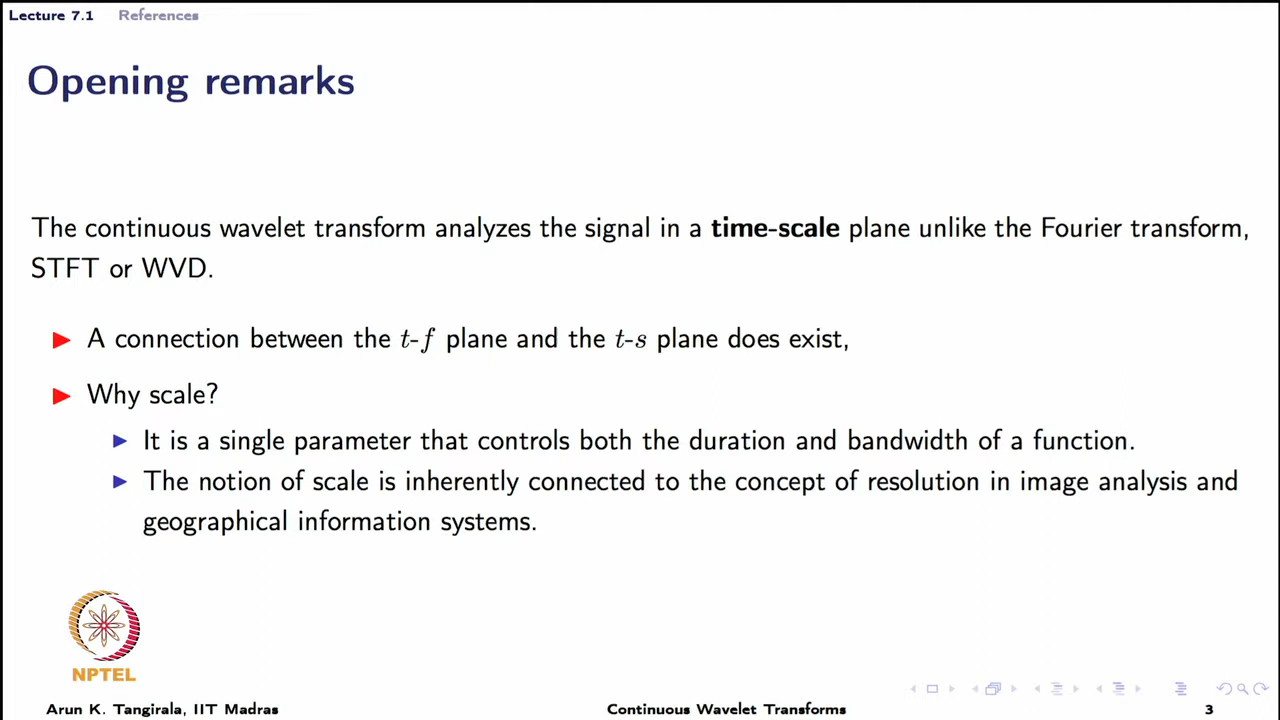 Lecture 7.1 References
Opening remarks
The continuous wavelet transform analyzes the signal in a time-scale plane unlike the Fourier transform,
STFT or WVD.
A connection between the t-f plane and the t-s plane does exist,
Why scale?
It is a single parameter that controls both the duration and bandwidth of a function.
The notion of scale is inherently connected to the concept of resolution in image analysis and
geographical information systems.
NPTEL
Arun K. Tangirala, IIT Madras Continuous Wavelet Transforms 3